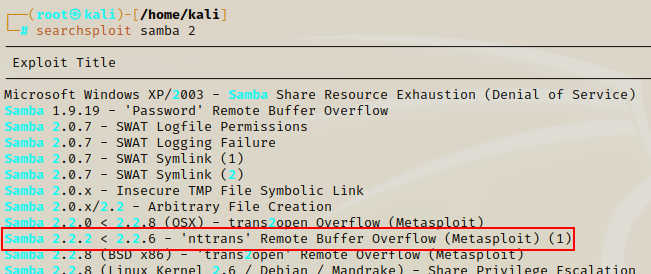 ┌──(root㉿kali)-[/home/kali]
└─# searchsploit samba 2
Exploit Title
Microsoft Windows XP/2003 - Samba Share Resource Exhaustion (Denial of Service)
Samba 1.9.19 - 'Password' Remote Buffer Overflow
Samba 2.0.7 - SWAT Logfile Permissions
Samba 2.0.7 - SWAT Logging Failure
Samba 2.0.7 - SWAT Symlink (1)
Samba 2.0.7 - SWAT Symlink (2)
Samba 2.0.x - Insecure TMP File Symbolic Link
Samba 2.0.x/2.2 - Arbitrary File Creation
Samba 2.2.0 < 2.2.8 (OSX) - trans2open Overflow (Metasploit)
Samba 2.2.2 < 2.2.6 - 'nttrans' Remote Buffer Overflow (Metasploit) (1)
Samba 2.2.8 (BSD x86) - 'trans2open' Remote Overflow (Metasploit)
Samba 2.2.8 (Linux Kernel 2.6 / Debian / Mandrake) - Share Privilege Escalation